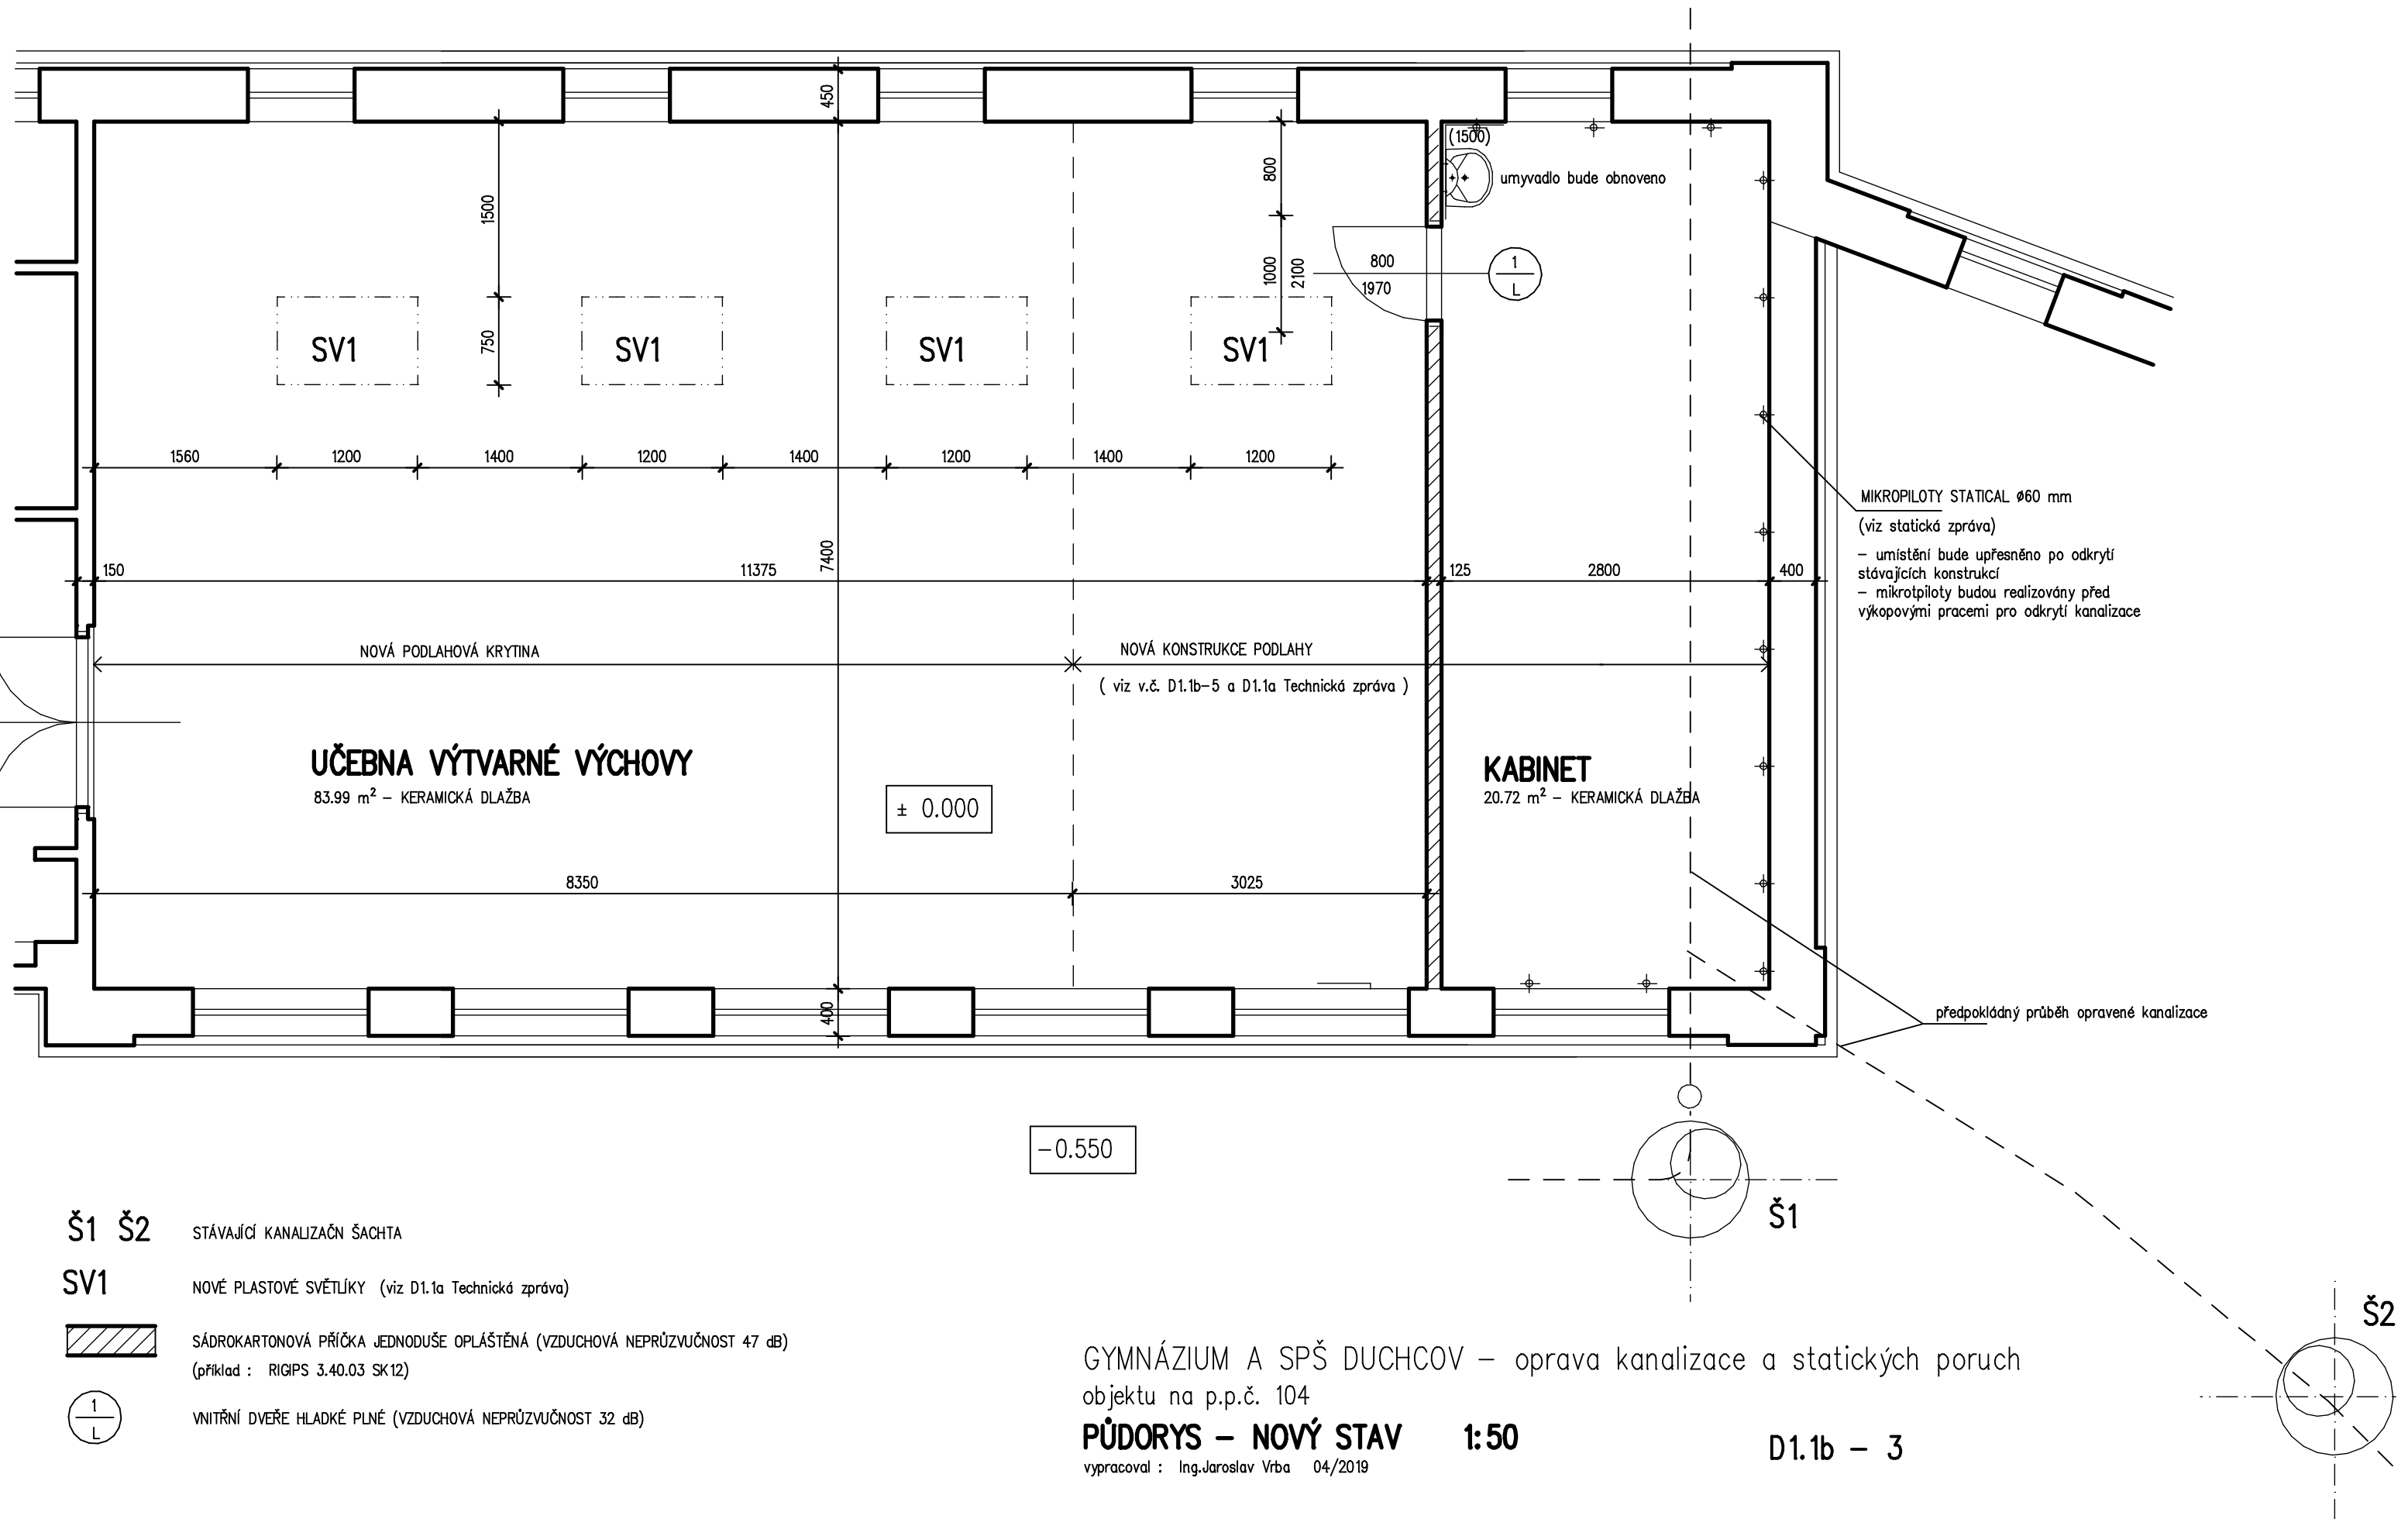 450
(1500)
800
umyvadlo bude obnoveno
1500
1000
2100
800
1970
1
L
750
SV1
SV1
SV1
SV1
1560
1200
1400
1200
1400
1200
1400
1200
MIKROPILOTY STATICAL ø60 mm
(viz statická zpráva)
– umístění bude upřesněno po odkrytí
stávajících konstrukcí
– mikrotpiloty budou realizovány před
výkopovými pracemi pro odkrytí kanalizace
150
11375
7400
125
2800
400
NOVÁ PODLAHOVÁ KRYTINA
NOVÁ KONSTRUKCE PODLAHY
( viz v.č. D1.1b-5 a D1.1a Technická zpráva )
UČEBNA VÝTVARNÉ VÝCHOVY
83.99 m² – KERAMICKÁ DLAŽBA
± 0.000
KABINET
20.72 m² – KERAMICKÁ DLAŽBA
8350
3025
400
předpokládný průběh opravené kanalizace
-0.550
Š1
Š2
Š1 Š2 STÁVAJÍCÍ KANALIZAČN ŠACHTA
SV1 NOVÉ PLASTOVÉ SVĚTLÍKY (viz D1.1a Technická zpráva)
SÁDROKARTONOVÁ PŘÍČKA JEDNODUŠE OPLÁŠTĚNÁ (VZDUCHOVÁ NEPRŮZVUČNOST 47 dB)
(příklad : RIGIPS 3.40.03 SK12)
1
L
VNITŘNÍ DVEŘE HLADKÉ PLNÉ (VZDUCHOVÁ NEPRŮZVUČNOST 32 dB)
GYMNÁZIUM A SPŠ DUCHCOV – oprava kanalizace a statických poruch
objektu na p.p.č. 104
PŮDORYS – NOVÝ STAV 1:50
vypracoval : Ing.Jaroslav Vrba 04/2019
D1.1b – 3